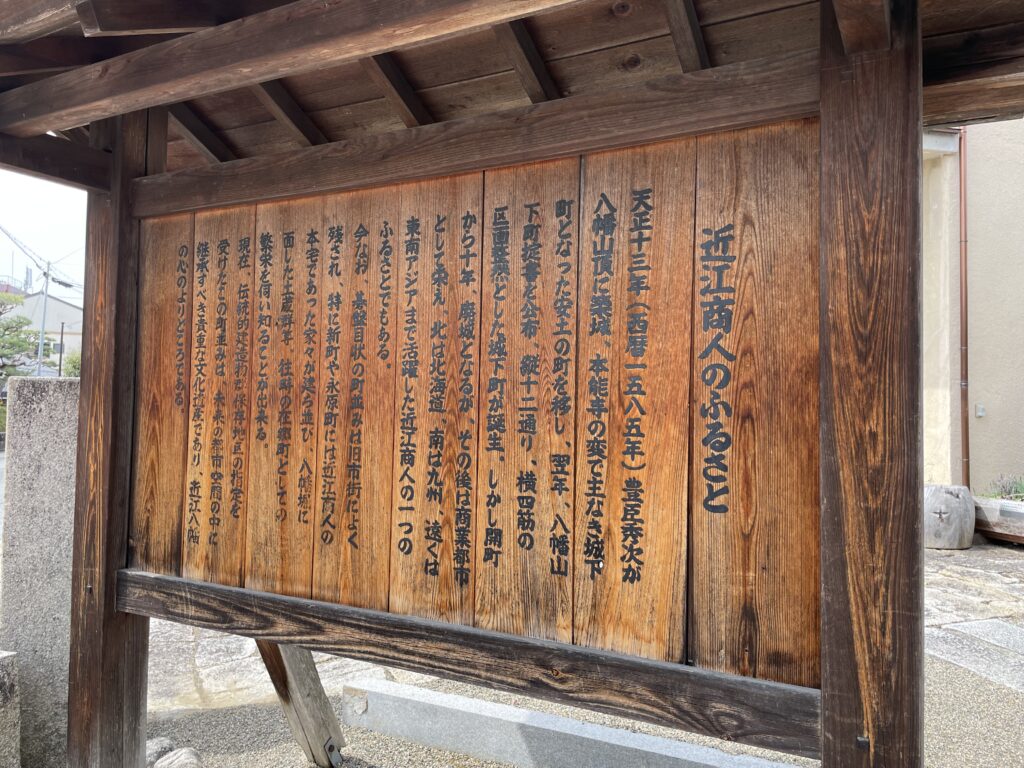 近江商人のふるさと
天正十三年（西暦一五八五年）豊臣秀次が
八幡山頂に築城、本能寺の変で主なき城下
町となった安土の町を移し、翌年、八幡山
下町掟書を公布、縦十二通り、横四筋の
区画整然とした城下町が誕生、しかし開町
から十年、廃城となるが、その後は商業都市
として栄え、北は北海道、南は九州、遠くは
東南アジアまで活躍した近江商人の一つの
ふるさとでもある。
今なお、碁盤目状の町並みは旧市街によく
残され、特に新町や永原町には近江商人の
本宅であった家々が建ち並び、八幡堀に
面した土蔵群は、往時の在郷町としての
繁栄を伺い知ることが出来る。
現在、伝統的建造物群保存地区の指定を
受けたこの町並みは、未来の都市空間の中に
継承すべき貴重な文化遺産であり、近江八幡
の心のよりどころである。